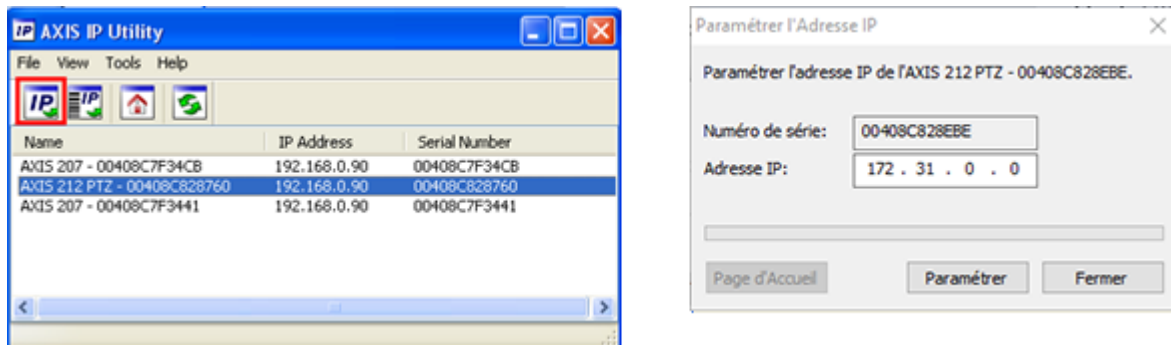 IP AXIS IP Utility
File View Tools Help
IP IP
Name IP Address Serial Number
AXIS 207 - 00408C7F34CB 192.168.0.90 00408C7F34CB
AXIS 212 PTZ - 00408C828760 192.168.0.90 00408C828760
AXIS 207 - 00408C7F3441 192.168.0.90 00408C7F3441
Paramétrer l'Adresse IP
Paramétrer l'adresse IP de l'AXIS 212 PTZ - 00408C828EBE.
Numéro de série: 00408C828EBE
Adresse IP: 172 . 31 . 0 . 0
Page d'Accueil Paramétrer Fermer